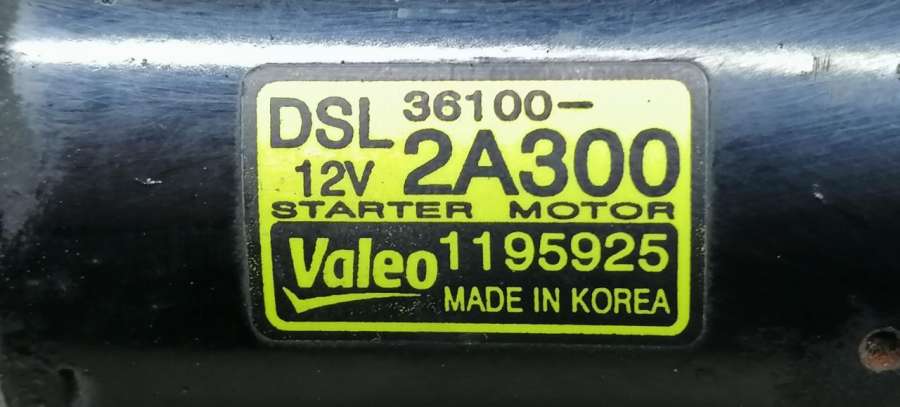 DSL 36100-
12V 2A300
STARTER MOTOR
Valeo 1195925
MADE IN KOREA